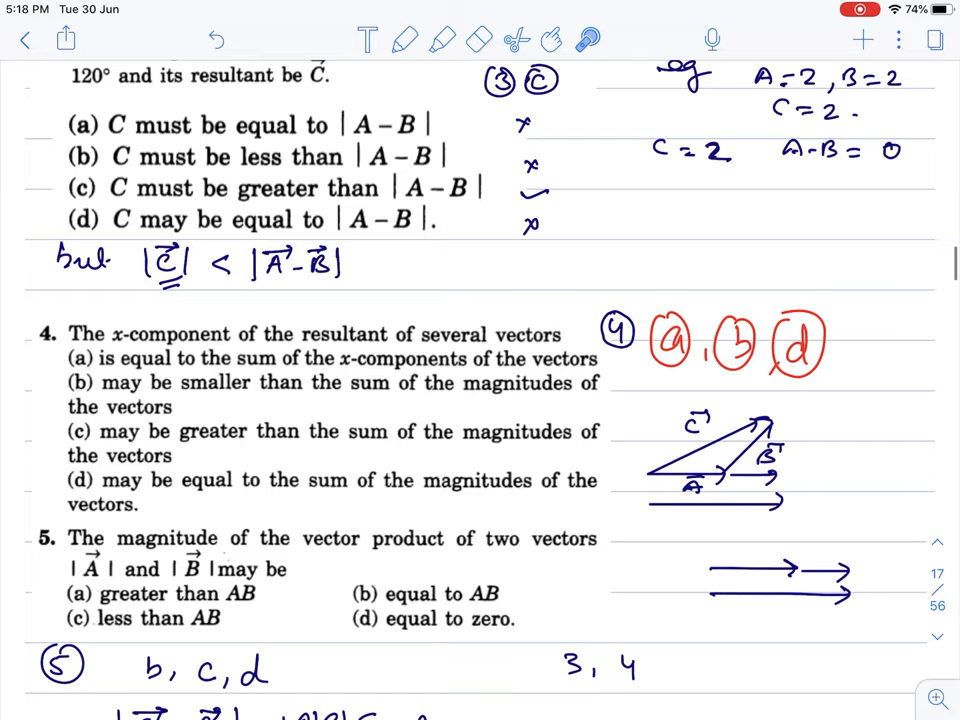 5:18 PM Tue 30 Jun
74%
120° and its resultant be C⃗.
③ ⓒ
eg A = 2, B = 2
C = 2.
(a) C must be equal to | A – B | ×
(b) C must be less than | A – B | ×
C = 2 A-B = 0
(c) C must be greater than | A – B | ✓
(d) C may be equal to | A – B |. ×
but |C⃗| < |A⃗ - B⃗|
4. The x-component of the resultant of several vectors
(a) is equal to the sum of the x-components of the vectors
(b) may be smaller than the sum of the magnitudes of
the vectors
(c) may be greater than the sum of the magnitudes of
the vectors
(d) may be equal to the sum of the magnitudes of the
vectors.
④ ⓐ, ⓑ, ⓓ
C⃗
B⃗
A⃗
5. The magnitude of the vector product of two vectors
| A⃗ | and | B⃗ | may be
(a) greater than AB (b) equal to AB
(c) less than AB (d) equal to zero.
17
/
56
⑤ b, c, d
3, 4